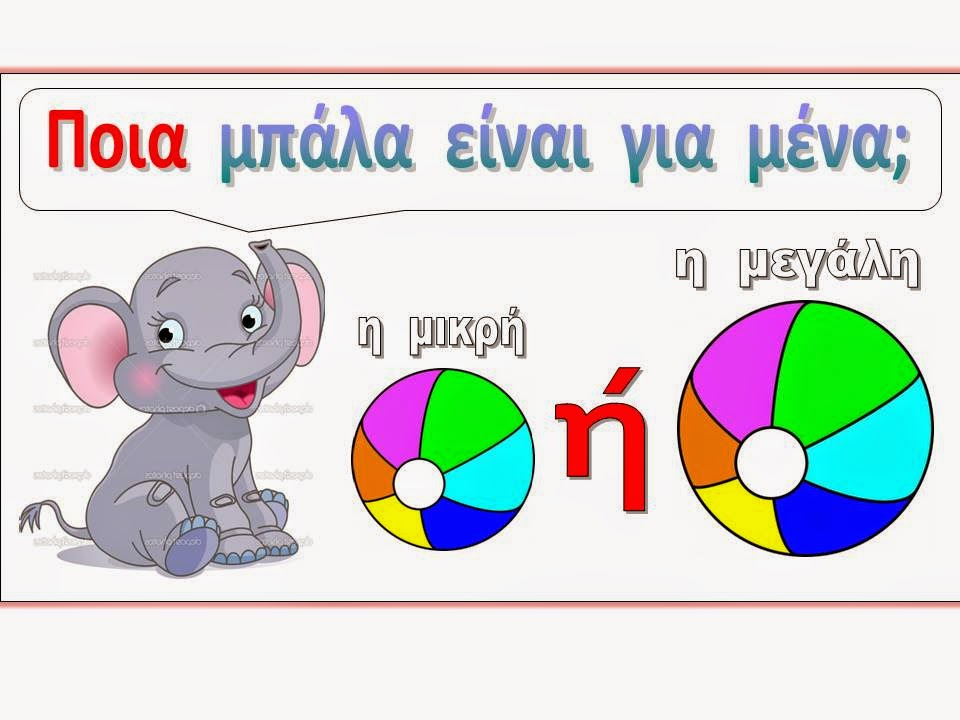 Ποια μπάλα είναι για μένα;
η μικρή
ή
η μεγάλη